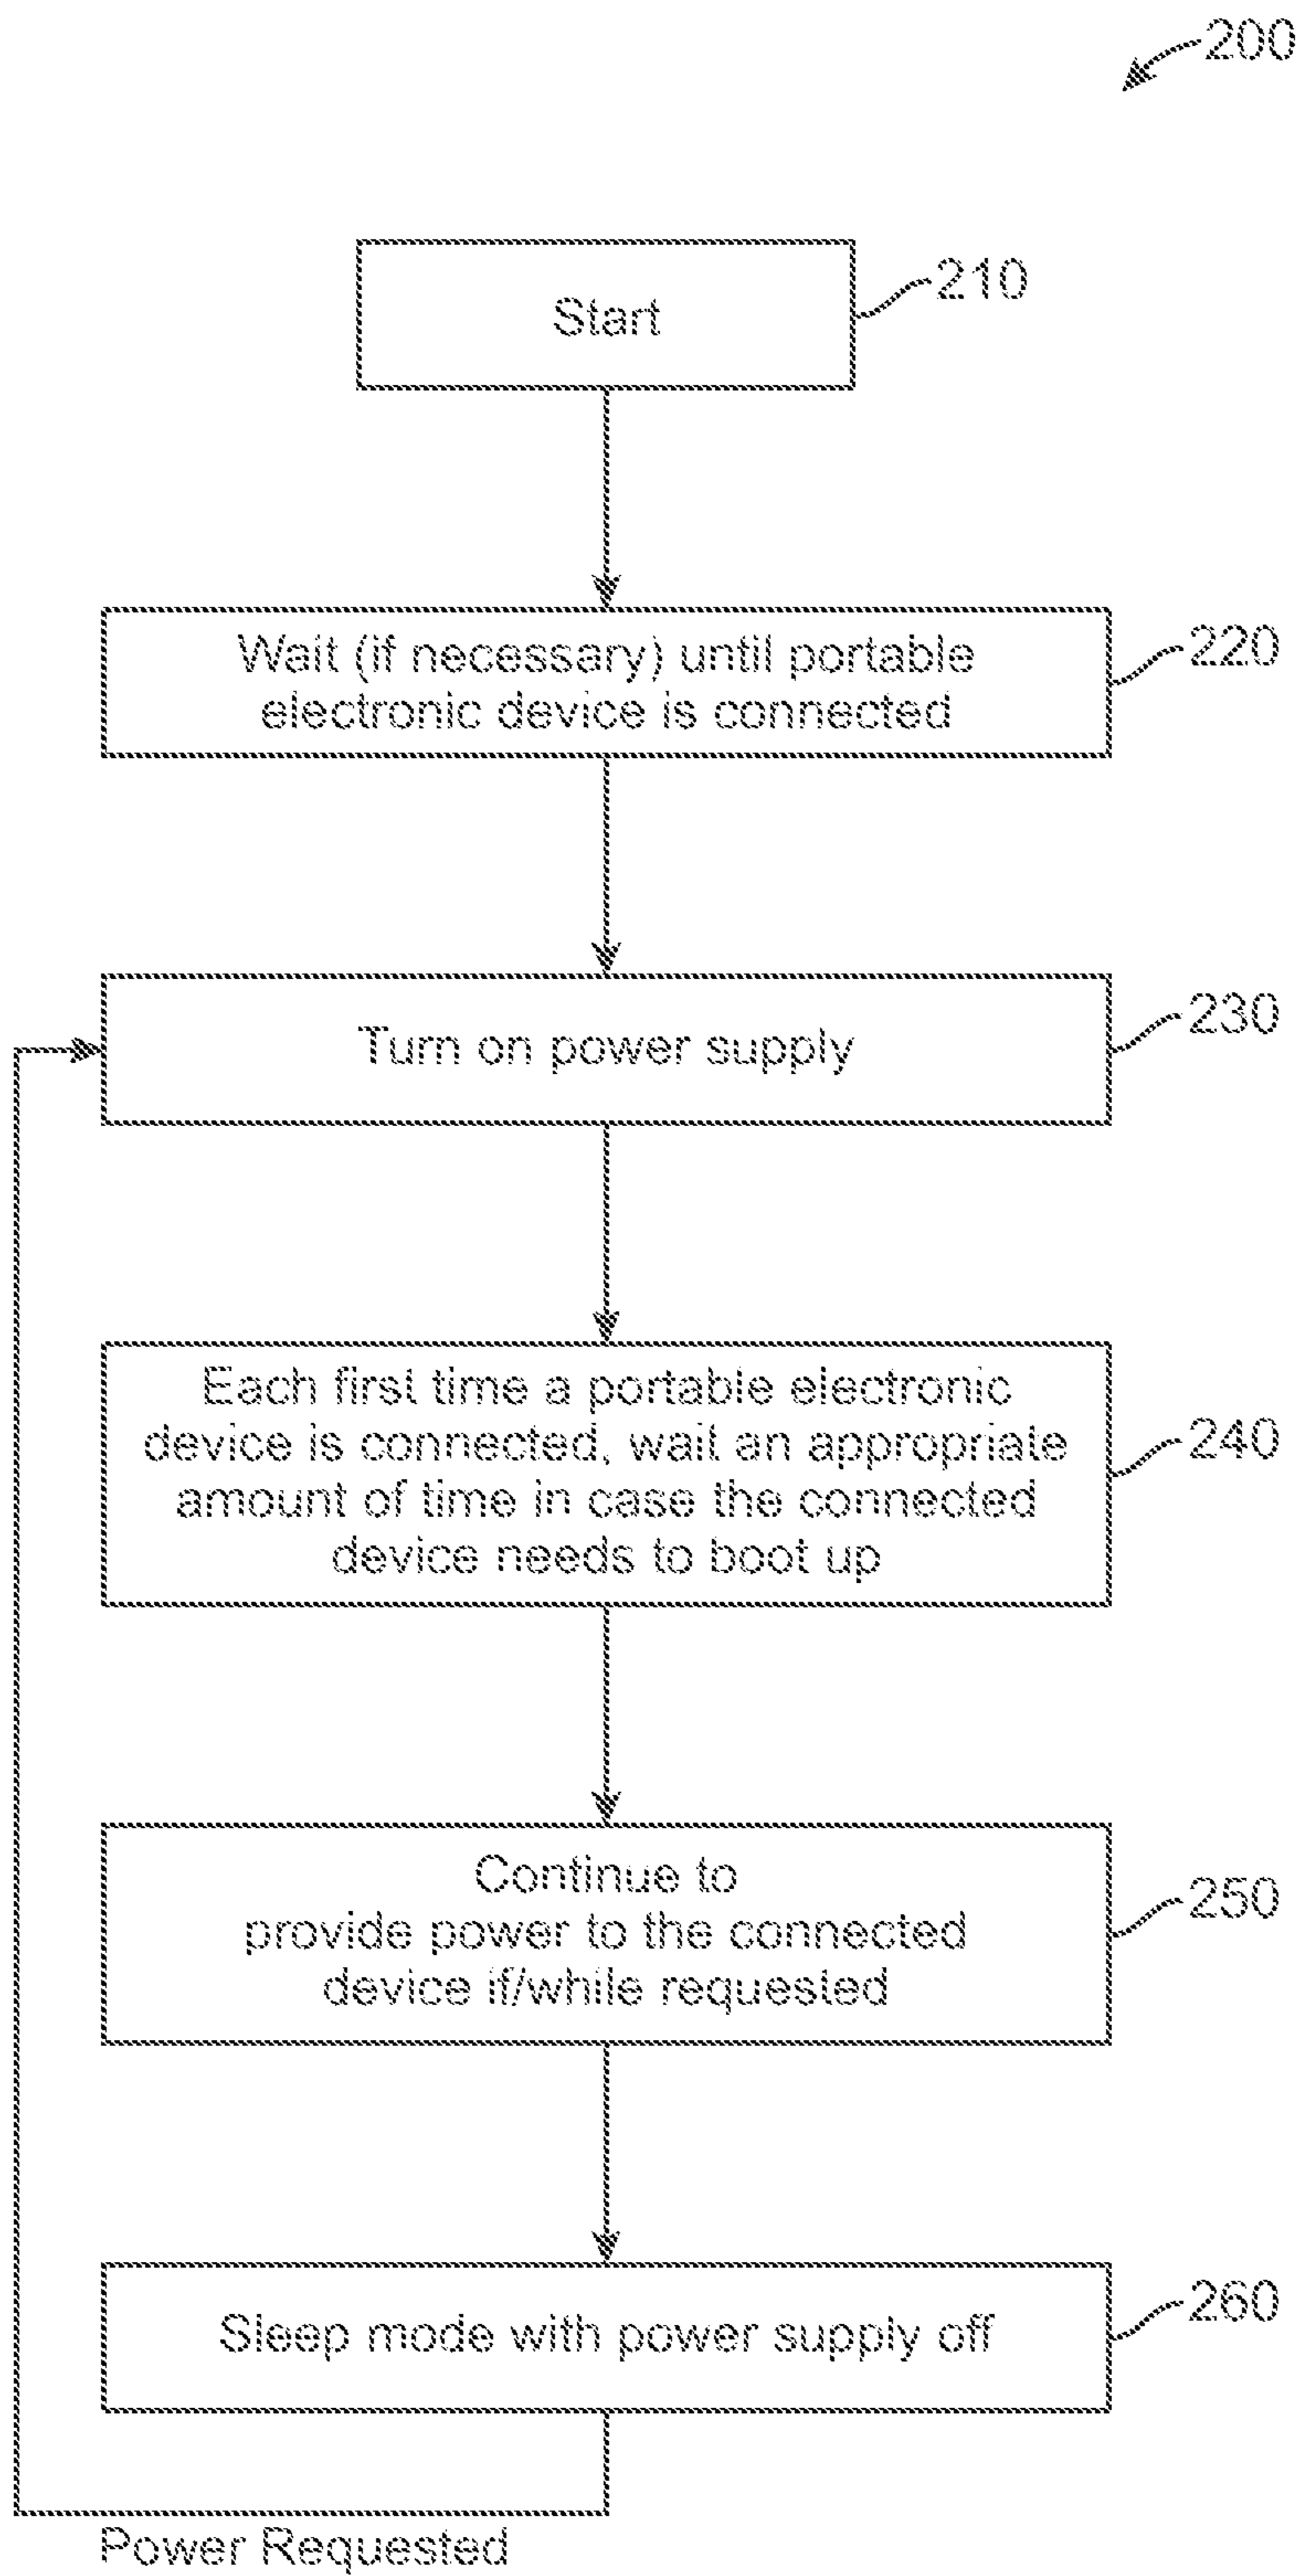 200
Start
210
Wait (if necessary) until portable
electronic device is connected
220
Turn on power supply
230
Each first time a portable electronic
device is connected, wait an appropriate
amount of time in case the connected
device needs to boot up
240
Continue to
provide power to the connected
device if/while requested
250
Sleep mode with power supply off
260
Power Requested